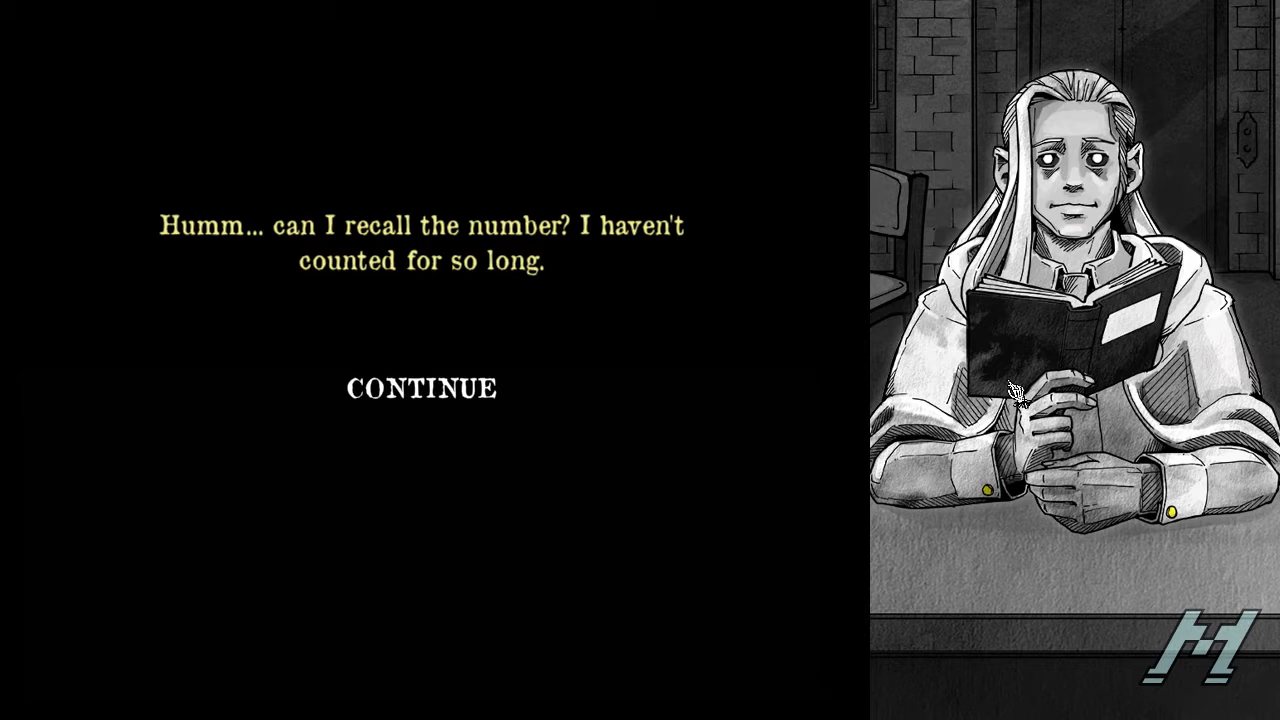 Humm... can I recall the number? I haven't
counted for so long.
CONTINUE